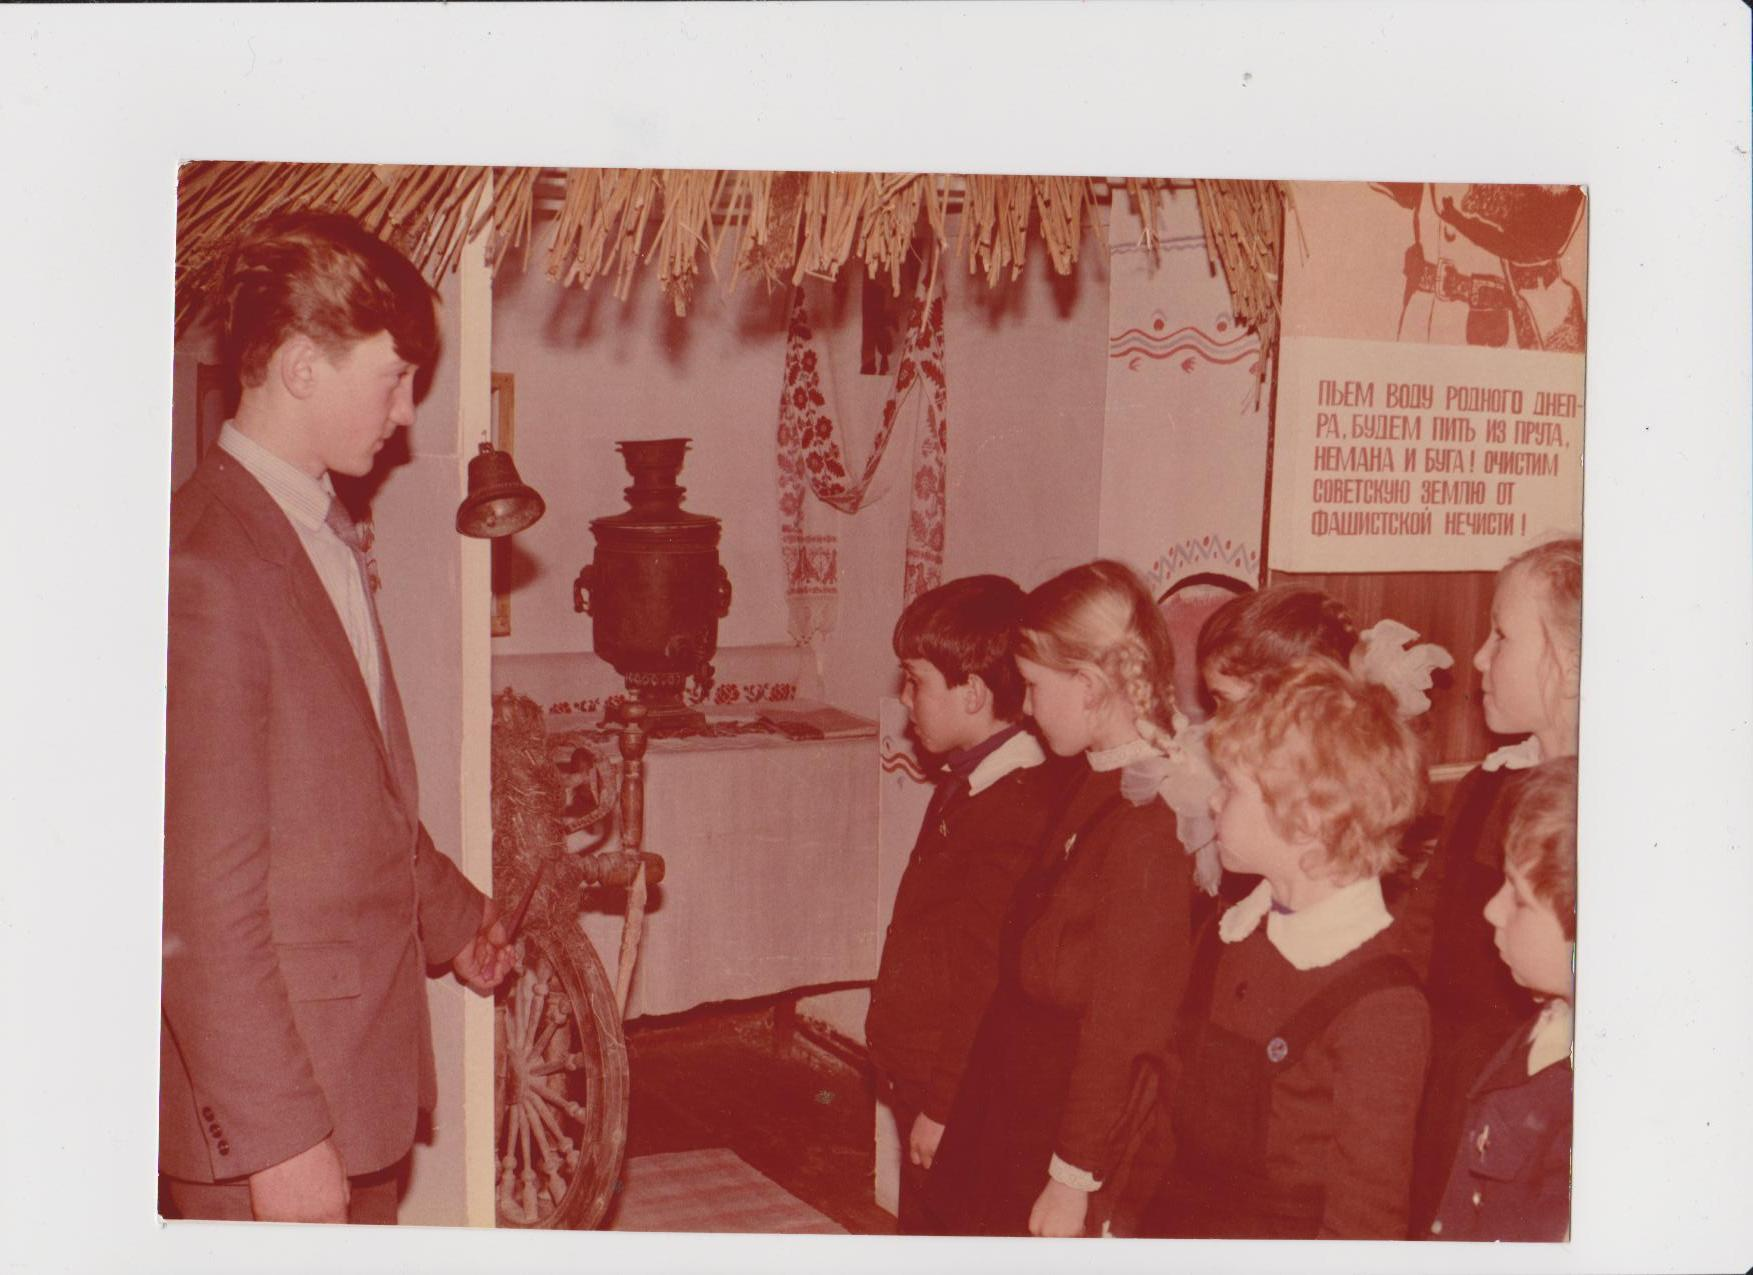 ПЬЕМ ВОДУ РОДНОГО ДНЕП-
РА, БУДЕМ ПИТЬ ИЗ ПРУТА,
НЕМАНА И БУГА! ОЧИСТИМ
СОВЕТСКУЮ ЗЕМЛЮ ОТ
ФАШИСТСКОЙ НЕЧИСТИ!